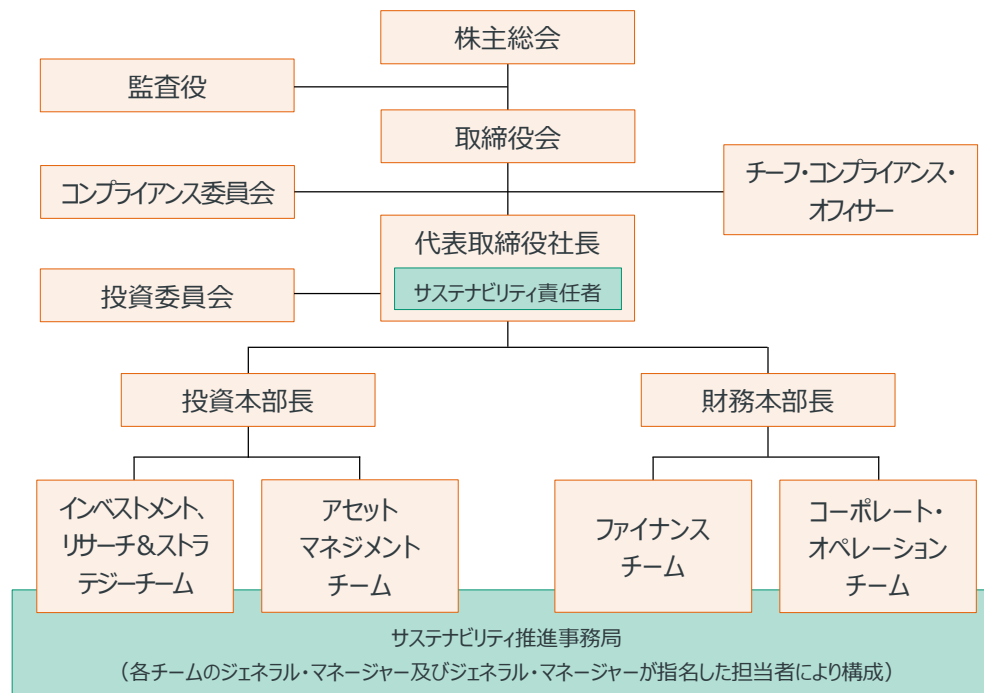 株主総会
監査役
取締役会
コンプライアンス委員会
チーフ・コンプライアンス・
オフィサー
代表取締役社長
サステナビリティ責任者
投資委員会
投資本部長
財務本部長
インベストメント、
リサーチ&ストラ
テジーチーム
アセット
マネジメント
チーム
ファイナンス
チーム
コーポレート・
オペレーション
チーム
サステナビリティ推進事務局
(各チームのジェネラル・マネージャー及びジェネラル・マネージャーが指名した担当者により構成)